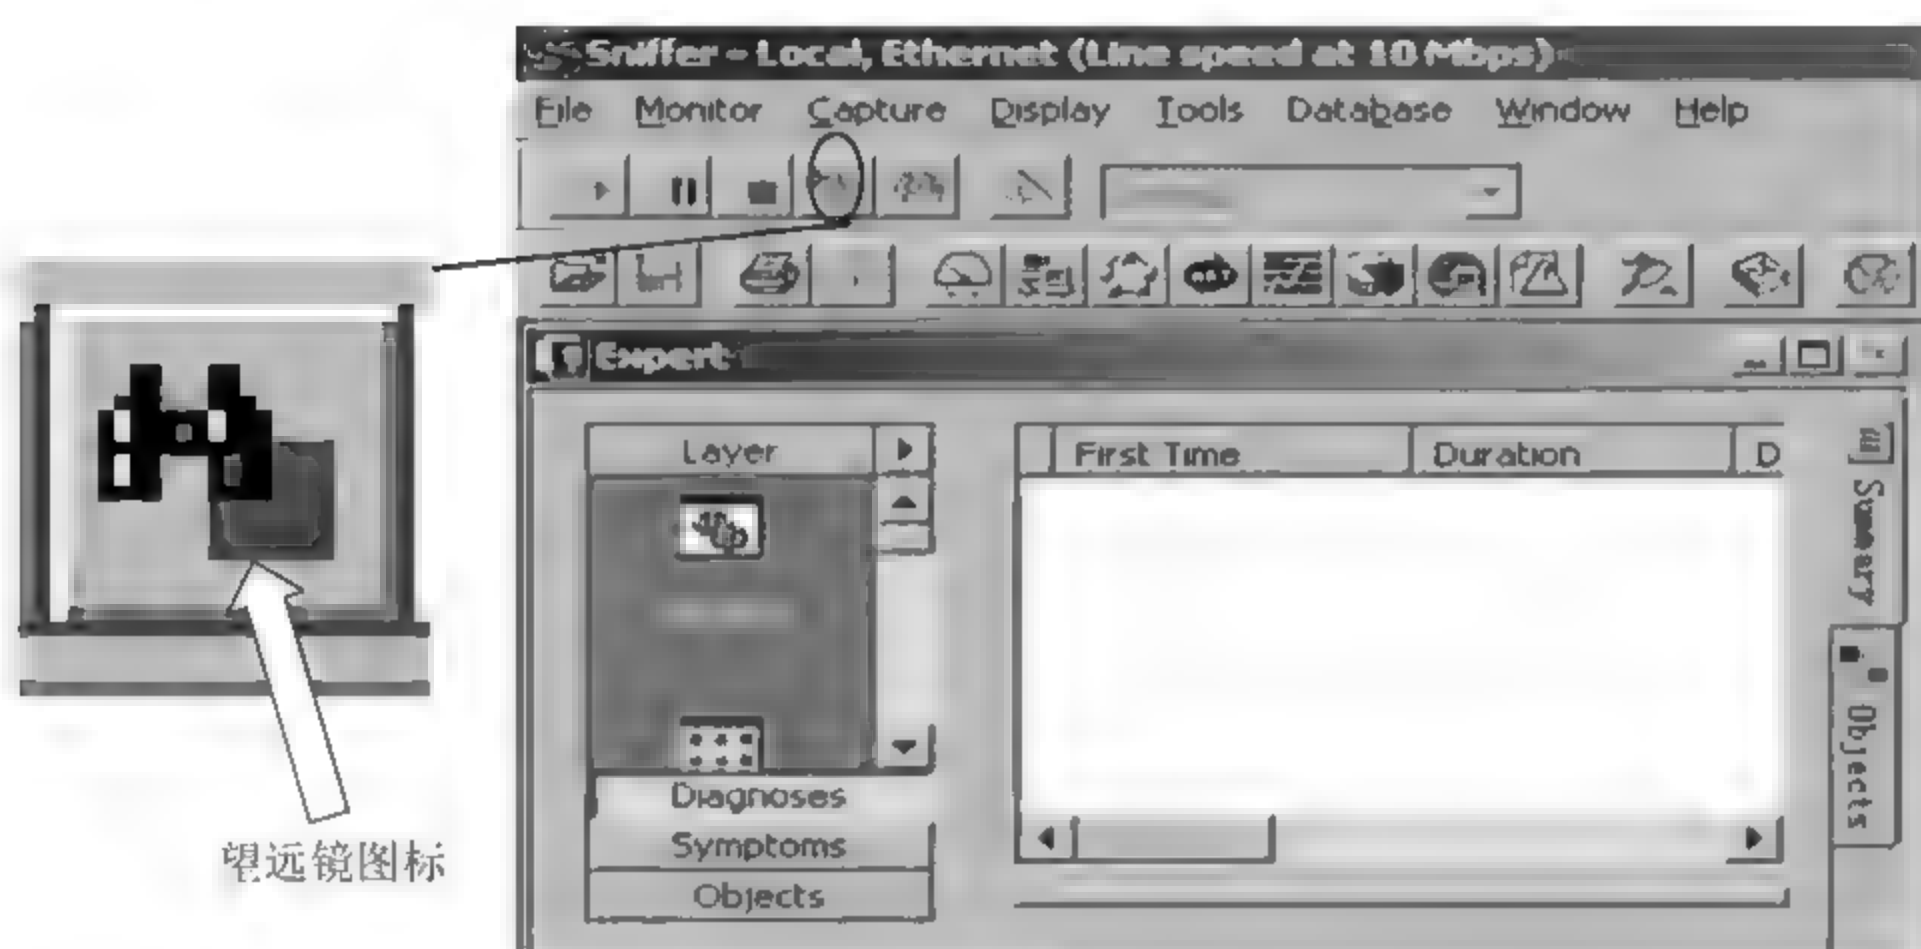 Sniffer - Local, Ethernet (Line speed at 10 Mbps)
File Monitor Capture Display Tools Database Window Help
Expert
Layer
First Time Duration D
Summary
Objects
Diagnoses
Symptoms
Objects
望远镜图标